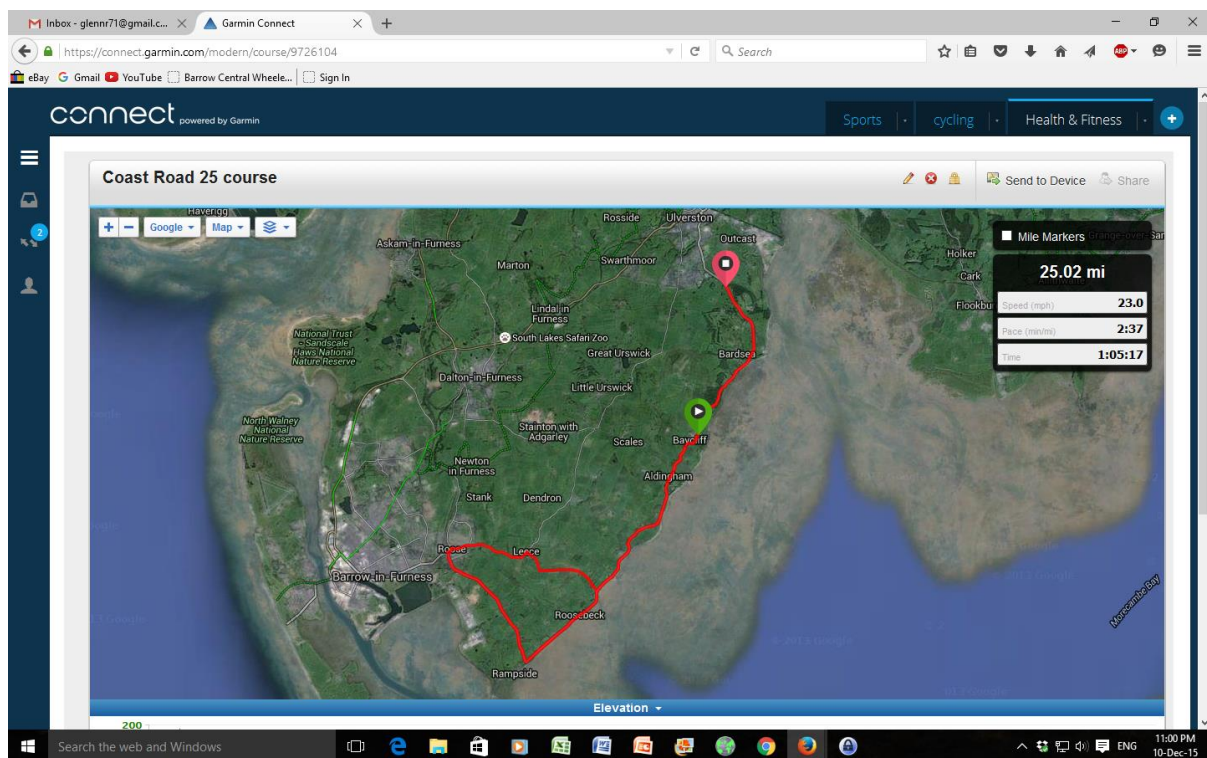 Inbox - glennr71@gmail.c...
Garmin Connect
https://connect.garmin.com/modern/course/9726104
Search
ABP
eBay Gmail YouTube Barrow Central Wheele... Sign In
connect powered by Garmin
Sports cycling Health & Fitness
2
Coast Road 25 course
Send to Device Share
Google Map
Mile Markers
25.02 mi
Speed (mph) 23.0
Pace (min/mi) 2:37
Time 1:05:17
Haverigg
Rosside
Ulverston
Askam-in-Furness
Outcast
Swarthmoor
Marton
Holker
Cark
Lindal in
Furness
National Trust
- Sandscale
Haws National
Nature Reserve
South Lakes Safari Zoo
Great Urswick
Bardsea
Dalton-in-Furness
Little Urswick
North Walney
National
Nature Reserve
Stainton with
Adgarley
Scales
Baycliff
Newton
in Furness
Aldingham
Stank
Dendron
Roose
Leece
Barrow-in-Furness
Roosebeck
Morecambe Bay
Rampside
Elevation
200
Search the web and Windows
ENG
11:00 PM
10-Dec-15